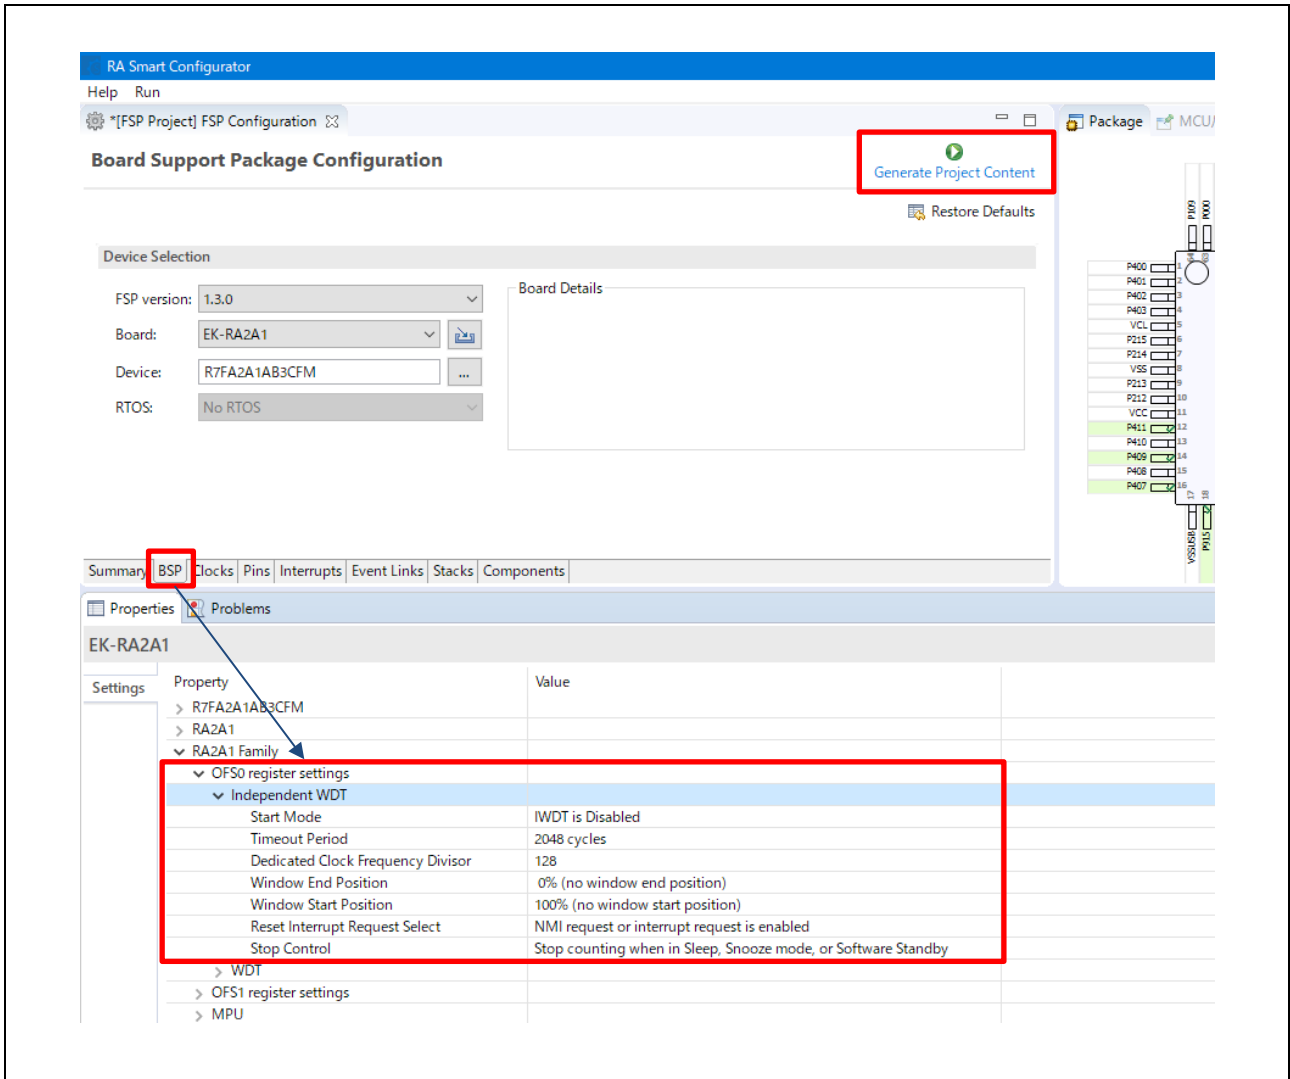 RA Smart Configurator
Help Run
*[FSP Project] FSP Configuration
Board Support Package Configuration
Generate Project Content
Restore Defaults
Device Selection
FSP version: 1.3.0
Board: EK-RA2A1
Device: R7FA2A1AB3CFM ...
RTOS: No RTOS
Board Details
Summary BSP Clocks Pins Interrupts Event Links Stacks Components
Package MCU/
P109 P000
64 63
P400 1
P401 2
P402 3
P403 4
VCL 5
P215 6
P214 7
VSS 8
P213 9
P212 10
VCC 11
P411 12
P410 13
P409 14
P408 15
P407 16
17 18
VSSUSB P915
Properties Problems
EK-RA2A1
Settings
Property Value
R7FA2A1AB3CFM
RA2A1
RA2A1 Family
OFS0 register settings
Independent WDT
Start Mode IWDT is Disabled
Timeout Period 2048 cycles
Dedicated Clock Frequency Divisor 128
Window End Position 0% (no window end position)
Window Start Position 100% (no window start position)
Reset Interrupt Request Select NMI request or interrupt request is enabled
Stop Control Stop counting when in Sleep, Snooze mode, or Software Standby
WDT
OFS1 register settings
MPU